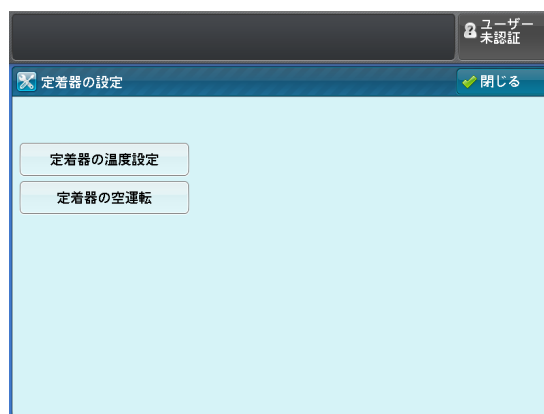 ユーザー
未認証
定着器の設定
閉じる
定着器の温度設定
定着器の空運転